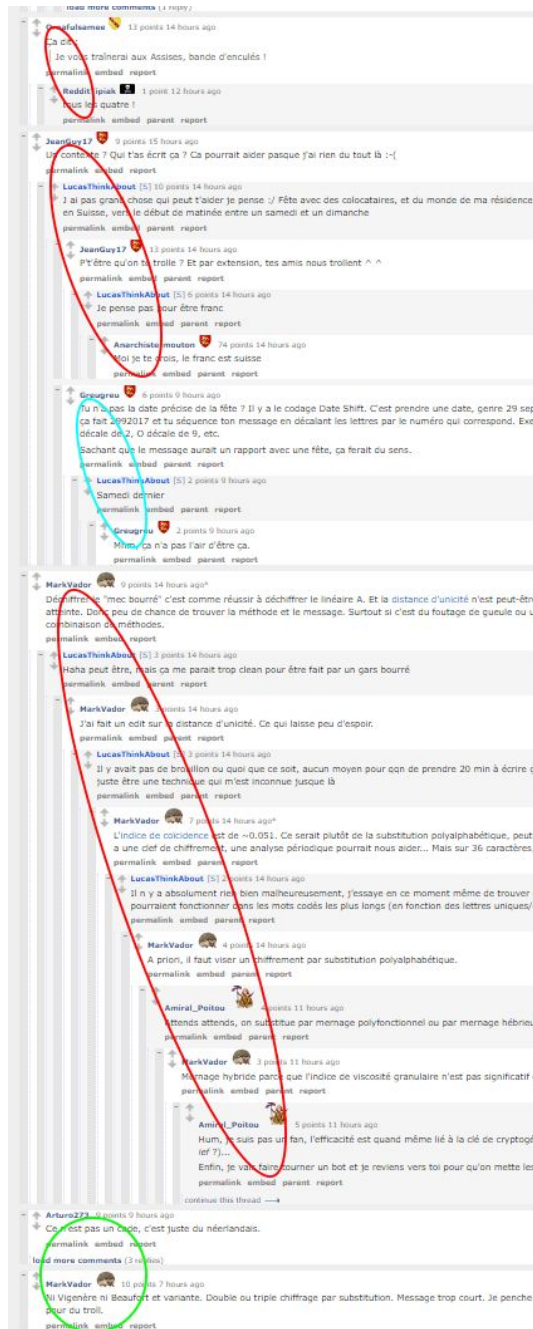 load more comments (1 reply)
13 points 14 hours ago
Ça dit :
Je vous traînerai aux Assises, bande d'enculés !
permalink embed report
1 point 12 hours ago
tous les quatre !
permalink embed parent report
JeanGuy17 9 points 15 hours ago
Un contexte ? Qui t'as écrit ça ? Ca pourrait aider pasque j'ai rien du tout là :-(
permalink embed report
LucasThinkAbout [S] 10 points 14 hours ago
J ai pas grand chose qui peut t'aider je pense :/ Fête avec des colocataires, et du monde de ma résidence
en Suisse, vers le début de matinée entre un samedi et un dimanche
permalink embed parent report
JeanGuy17 13 points 14 hours ago
P't'être qu'on te trolle ? Et par extension, tes amis nous trollent ^ ^
permalink embed parent report
LucasThinkAbout [S] 6 points 14 hours ago
Je pense pas pour être franc
permalink embed parent report
Anarchistemouton 74 points 14 hours ago
Moi je te crois, le franc est suisse
permalink embed parent report
Greugreu 6 points 9 hours ago
Tu n'a pas la date précise de la fête ? Il y a le codage Date Shift. C'est prendre une date, genre 29 sep
ça fait 2992017 et tu séquence ton message en décalant les lettres par le numéro qui correspond. Exe
décale de 2, O décale de 9, etc.
Sachant que le message aurait un rapport avec une fête, ça ferait du sens.
permalink embed parent report
LucasThinkAbout [S] 2 points 9 hours ago
Samedi dernier
permalink embed parent report
Greugreu 2 points 9 hours ago
Mhm, ça n'a pas l'air d'être ça.
permalink embed parent report
MarkVador 9 points 14 hours ago*
Déchiffrer le "mec bourré" c'est comme réussir à déchiffrer le linéaire A. Et la distance d'unicité n'est peut-être
atteinte. Donc peu de chance de trouver la méthode et le message. Surtout si c'est du foutage de gueule ou u
combinaison de méthodes.
permalink embed report
LucasThinkAbout [S] 3 points 14 hours ago
Haha peut être, mais ça me parait trop clean pour être fait par un gars bourré
permalink embed parent report
MarkVador 3 points 14 hours ago
J'ai fait un edit sur la distance d'unicité. Ce qui laisse peu d'espoir.
permalink embed parent report
LucasThinkAbout [S] 3 points 14 hours ago
Il y avait pas de brouillon ou quoi que ce soit, aucun moyen pour qqn de prendre 20 min à écrire
juste être une technique qui m'est inconnue jusque là
permalink embed parent report
MarkVador 7 points 14 hours ago*
L'indice de coïcidence est de ~0.051. Ce serait plutôt de la substitution polyalphabétique, peut
a une clef de chiffrement, une analyse périodique pourrait nous aider... Mais sur 36 caractères,
permalink embed parent report
LucasThinkAbout [S] 2 points 14 hours ago
Il n y a absolument rien bien malheureusement, j'essaye en ce moment même de trouver
pourraient fonctionner dans les mots codés les plus longs (en fonction des lettres uniques/
permalink embed parent report
MarkVador 4 points 14 hours ago
A priori, il faut viser un chiffrement par substitution polyalphabétique.
permalink embed parent report
Amiral_Poitou 4 points 11 hours ago
Attends attends, on substitue par mernage polyfonctionnel ou par mernage hébrieu
permalink embed parent report
MarkVador 3 points 11 hours ago
Mernage hybride parce que l'indice de viscosité granulaire n'est pas significatif
permalink embed parent report
Amiral_Poitou 5 points 11 hours ago
Hum, je suis pas un fan, l'efficacité est quand même lié à la clé de cryptogé
ief ?)...
Enfin, je vais faire tourner un bot et je reviens vers toi pour qu'on mette les
permalink embed parent report
continue this thread
Arturo273 9 points 9 hours ago
Ce n'est pas un code, c'est juste du néerlandais.
permalink embed report
load more comments (3 replies)
MarkVador 10 points 7 hours ago
Ni Vigenère ni Beaufort et variante. Double ou triple chiffrage par substitution. Message trop court. Je penche
pour du troll.
permalink embed report